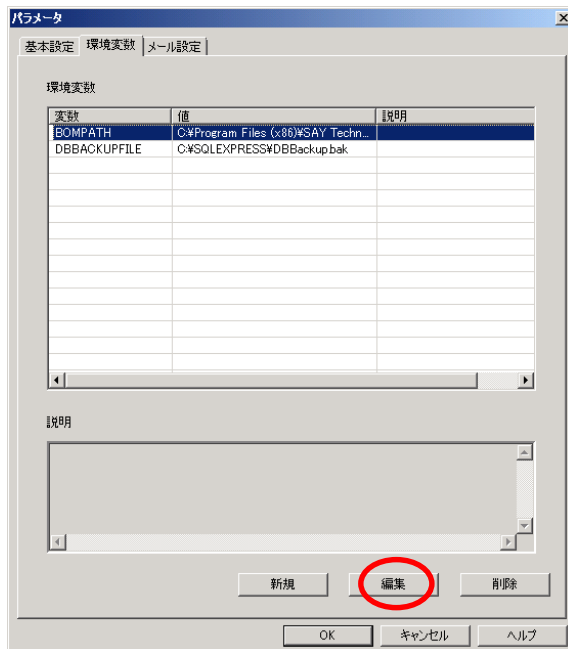 パラメータ
基本設定 環境変数 メール設定
環境変数
変数 値 説明
BOMPATH C:¥Program Files (x86)¥SAY Techn...
DBBACKUPFILE C:¥SQLEXPRESS¥DBBackup.bak
説明
新規 編集 削除
OK キャンセル ヘルプ